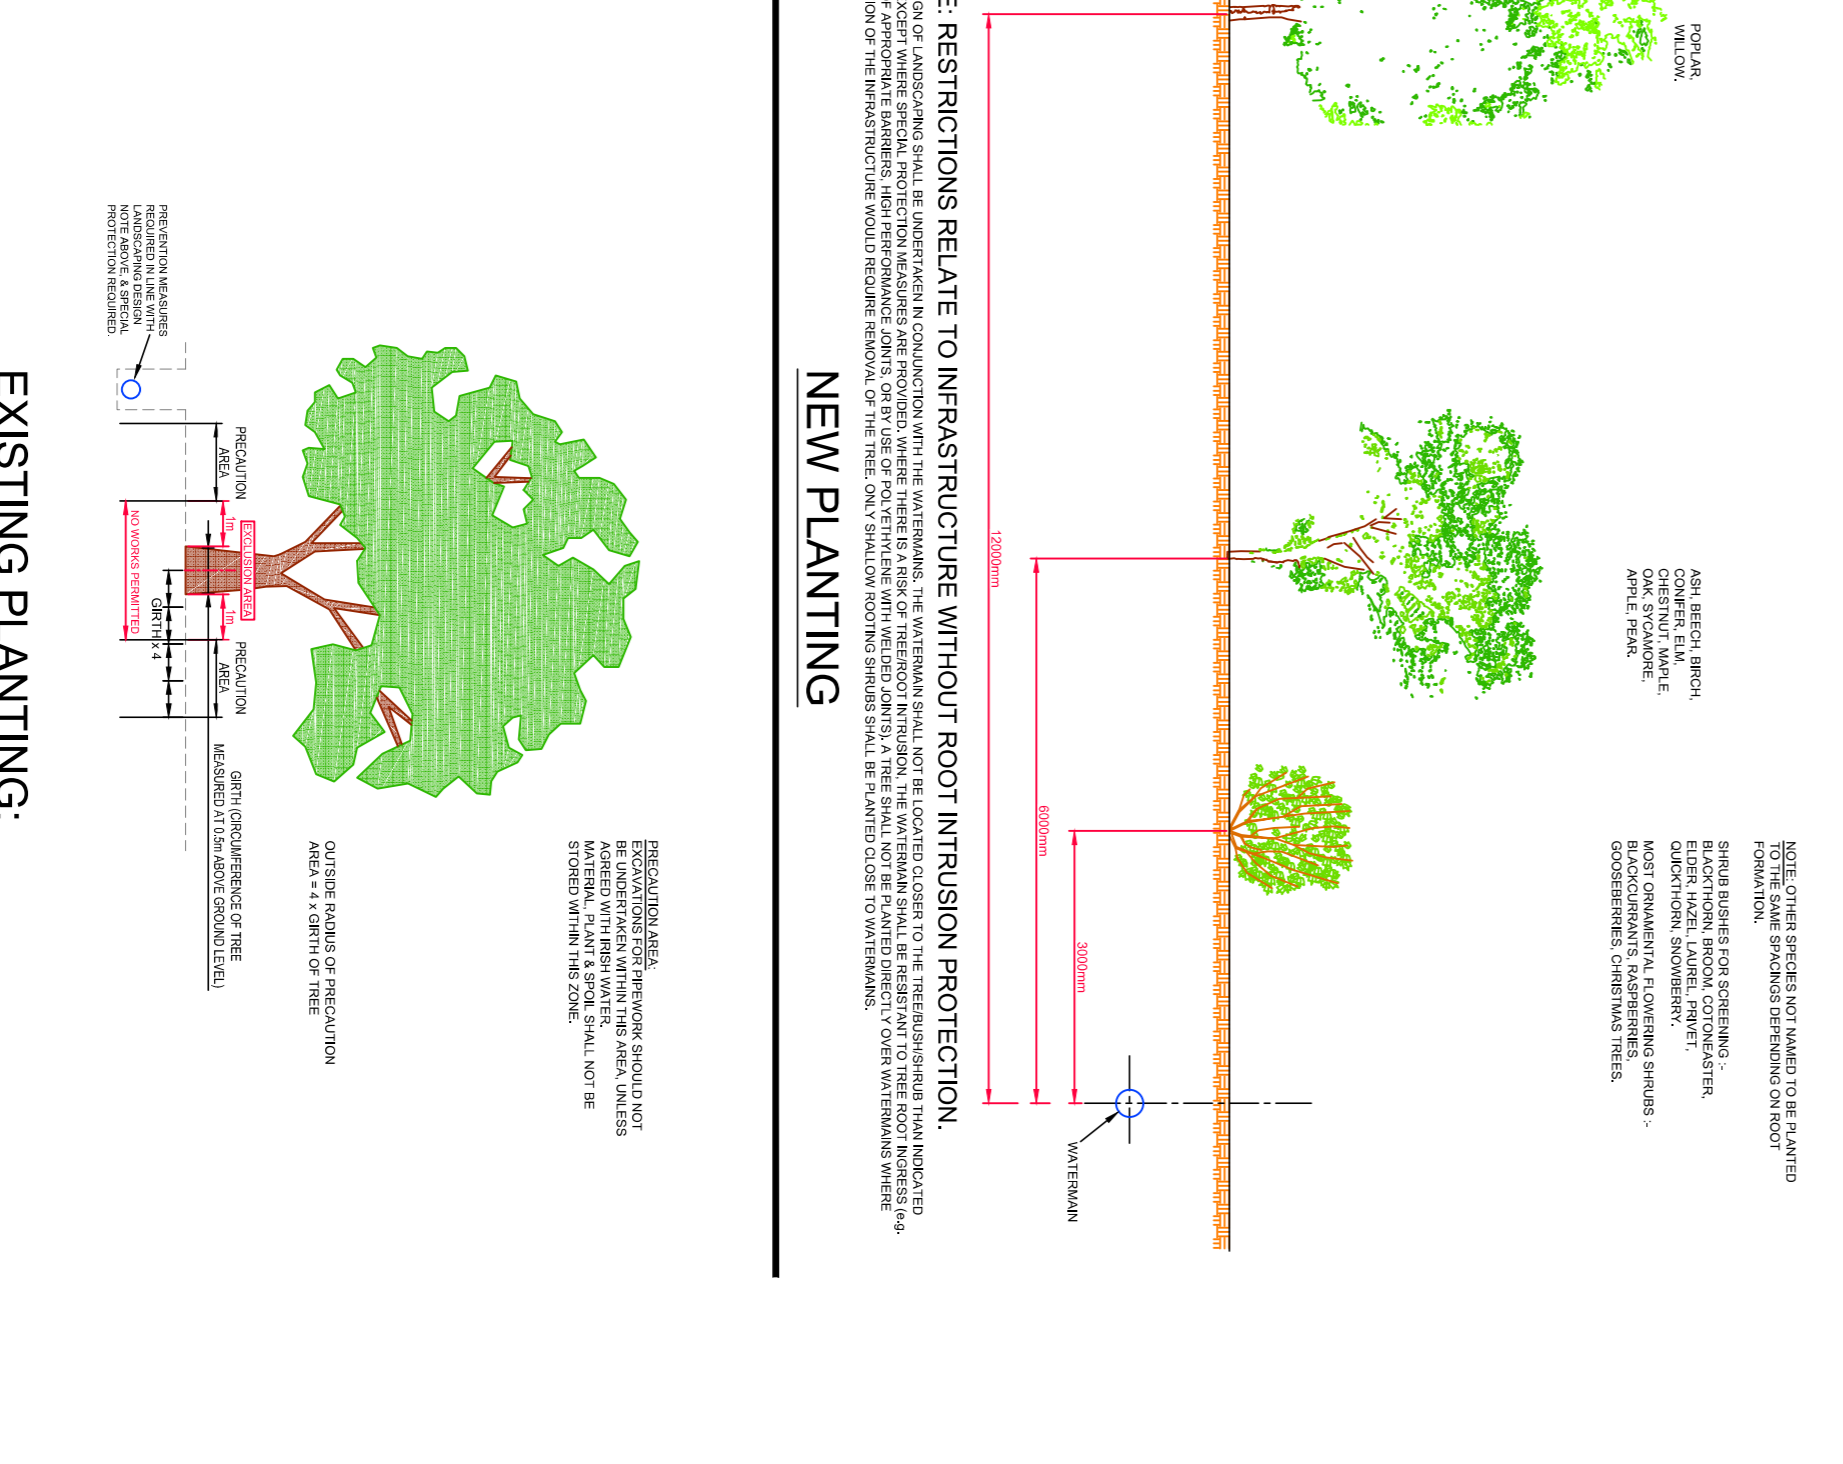 NOTE: OTHER SPECIES NOT NAMED TO BE PLANTED
TO THE SAME SPACINGS DEPENDING ON ROOT
FORMATION.
SHRUB BUSHES FOR SCREENING :-
BLACKTHORN, BROOM, COTONEASTER,
ELDER, HAZEL, LAUREL, PRIVET,
QUICKTHORN, SNOWBERRY.
MOST ORNAMENTAL FLOWERING SHRUBS :-
BLACKCURRANTS, RASPBERRIES,
GOOSEBERRIES, CHRISTMAS TREES.
POPLAR,
WILLOW.
ASH, BEECH, BIRCH,
CONIFER, ELM,
CHESTNUT, MAPLE,
OAK, SYCAMORE,
APPLE, PEAR.
WATERMAIN
3000mm
6000mm
12000mm
E: RESTRICTIONS RELATE TO INFRASTRUCTURE WITHOUT ROOT INTRUSION PROTECTION.
GN OF LANDSCAPING SHALL BE UNDERTAKEN IN CONJUNCTION WITH THE WATERMAINS. THE WATERMAIN SHALL NOT BE LOCATED CLOSER TO THE TREE/BUSH/SHRUB THAN INDICATED
XCEPT WHERE SPECIAL PROTECTION MEASURES ARE PROVIDED. WHERE THERE IS A RISK OF TREE/ROOT INTRUSION, THE WATERMAIN SHALL BE RESISTANT TO TREE ROOT INGRESS (e.g.
F APPROPRIATE BARRIERS, HIGH PERFORMANCE JOINTS, OR BY USE OF POLYETHYLENE WITH WELDED JOINTS). A TREE SHALL NOT BE PLANTED DIRECTLY OVER WATERMAINS WHERE
ION OF THE INFRASTRUCTURE WOULD REQUIRE REMOVAL OF THE TREE. ONLY SHALLOW ROOTING SHRUBS SHALL BE PLANTED CLOSE TO WATERMAINS.
NEW PLANTING
PRECAUTION AREA:
EXCAVATIONS FOR PIPEWORK SHOULD NOT
BE UNDERTAKEN WITHIN THIS AREA, UNLESS
AGREED WITH IRISH WATER.
MATERIAL, PLANT & SPOIL SHALL NOT BE
STORED WITHIN THIS ZONE.
OUTSIDE RADIUS OF PRECAUTION
AREA = 4 x GIRTH OF TREE
PRECAUTION
AREA
EXCLUSION AREA
1m
1m
PRECAUTION
AREA
GIRTH (CIRCUMFERENCE OF TREE
MEASURED AT 0.5m ABOVE GROUND LEVEL)
GIRTH x 4
NO WORKS PERMITTED
PREVENTION MEASURES
REQUIRED IN LINE WITH
LANDSCAPING DESIGN
NOTE ABOVE, & SPECIAL
PROTECTION REQUIRED.
EXISTING PLANTING: